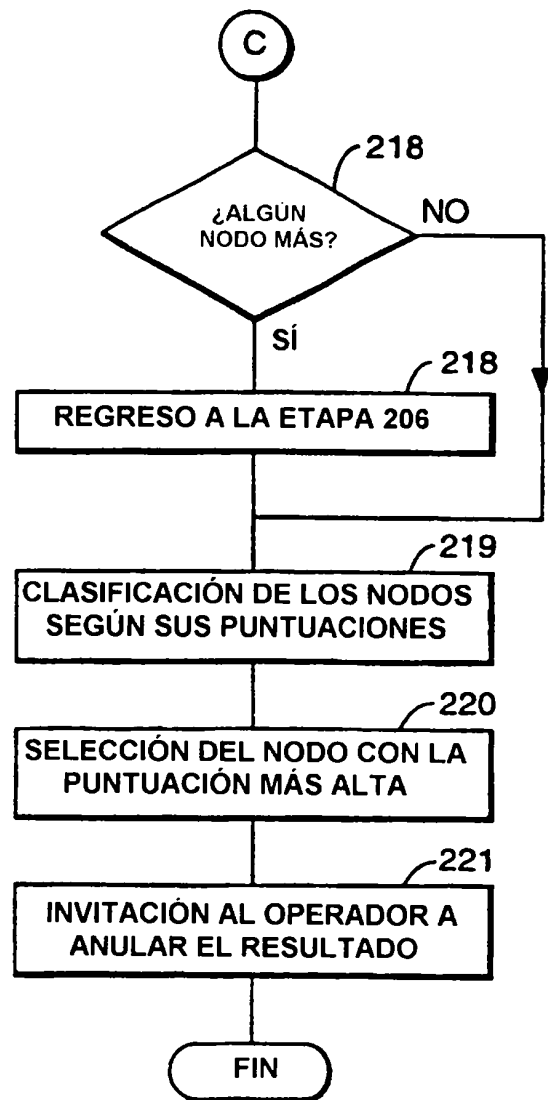 C
218
¿ALGÚN
NODO MÁS?
NO
SÍ
218
REGRESO A LA ETAPA 206
219
CLASIFICACIÓN DE LOS NODOS
SEGÚN SUS PUNTUACIONES
220
SELECCIÓN DEL NODO CON LA
PUNTUACIÓN MÁS ALTA
221
INVITACIÓN AL OPERADOR A
ANULAR EL RESULTADO
FIN